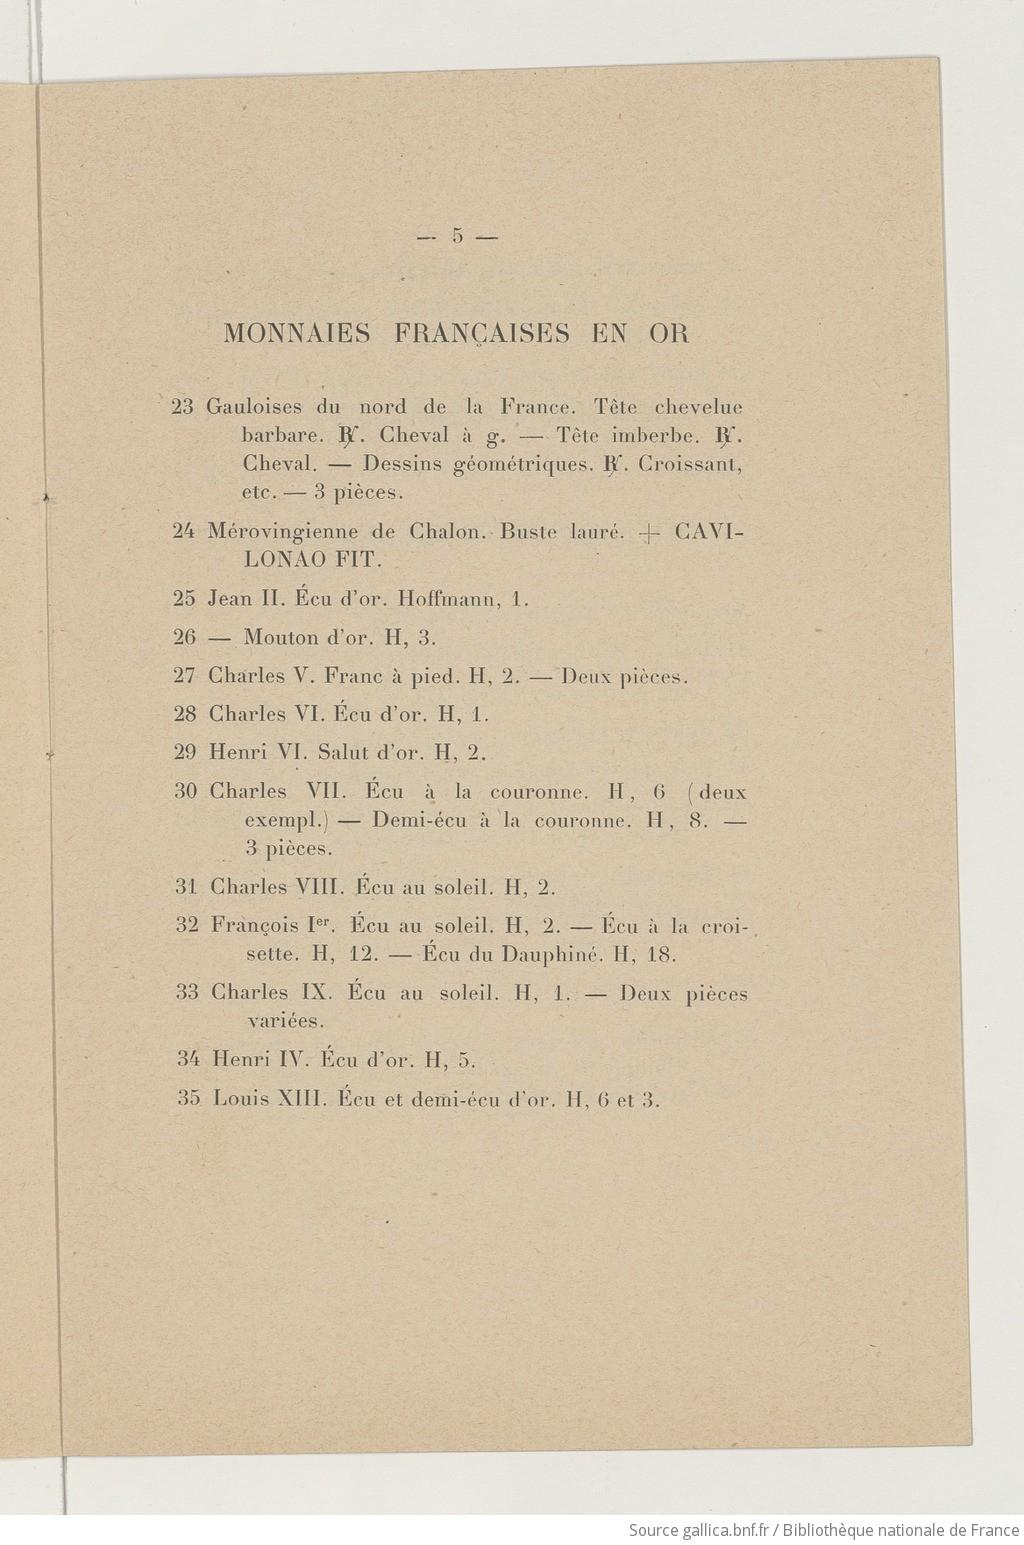 — 5 —
MONNAIES FRANÇAISES EN OR
23 Gauloises du nord de la France. Tête chevelue
barbare. ℟. Cheval à g. — Tête imberbe. ℟.
Cheval. — Dessins géométriques. ℟. Croissant,
etc. — 3 pièces.
24 Mérovingienne de Chalon. Buste lauré. + CAVI-
LONAO FIT.
25 Jean II. Écu d'or. Hoffmann, 1.
26 — Mouton d'or. H, 3.
27 Charles V. Franc à pied. H, 2. — Deux pièces.
28 Charles VI. Écu d'or. H, 1.
29 Henri VI. Salut d'or. H, 2.
30 Charles VII. Écu à la couronne. H, 6 (deux
exempl.) — Demi-écu à la couronne. H, 8. —
3 pièces.
31 Charles VIII. Écu au soleil. H, 2.
32 François Ier. Écu au soleil. H, 2. — Écu à la croi-
sette. H, 12. — Écu du Dauphiné. H, 18.
33 Charles IX. Écu au soleil. H, 1. — Deux pièces
variées.
34 Henri IV. Écu d'or. H, 5.
35 Louis XIII. Écu et demi-écu d'or. H, 6 et 3.
Source gallica.bnf.fr / Bibliothèque nationale de France